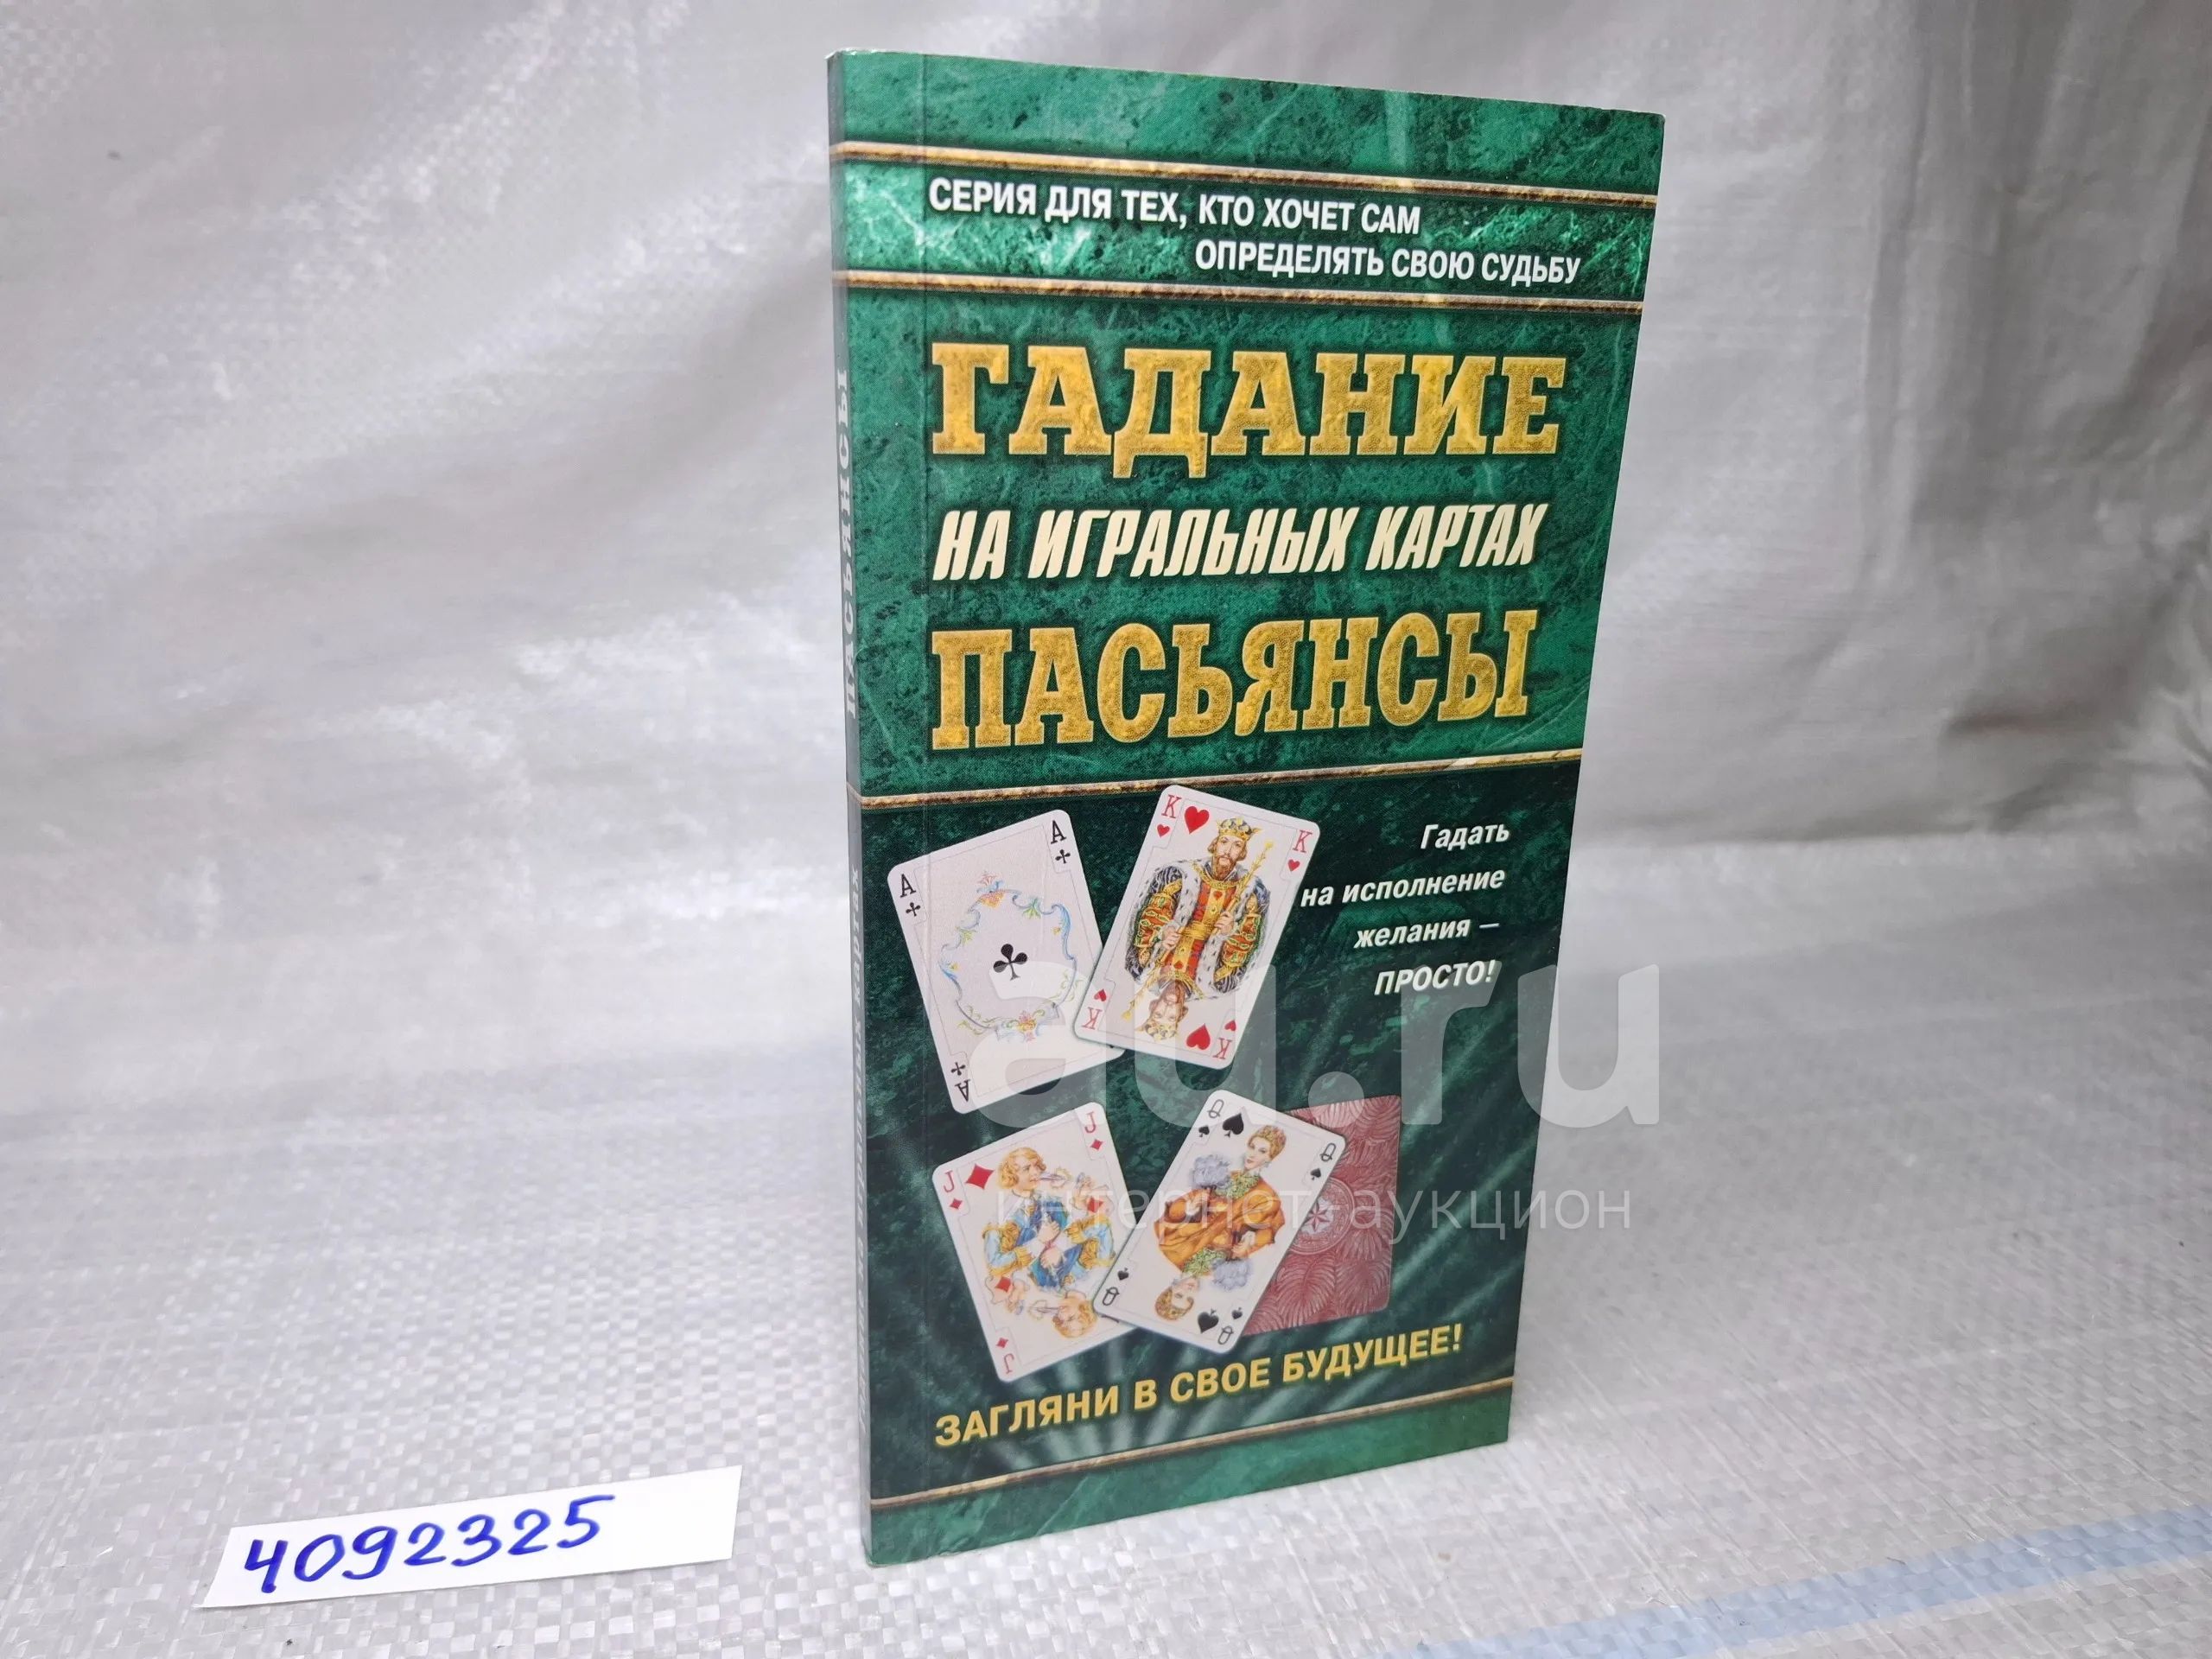 СЕРИЯ ДЛЯ ТЕХ, КТО ХОЧЕТ САМ
ОПРЕДЕЛЯТЬ СВОЮ СУДЬБУ
ГАДАНИЕ
НА ИГРАЛЬНЫХ КАРТАХ
ПАСЬЯНСЫ
Гадать
на исполнение
желания –
ПРОСТО!
A
A
A
K
K
K
K
J
J
J
Q
Q
Q
Q
ЗАГЛЯНИ В СВОЕ БУДУЩЕЕ!
ПАСЬЯНСЫ
au.ru
интернет-аукцион
4092325